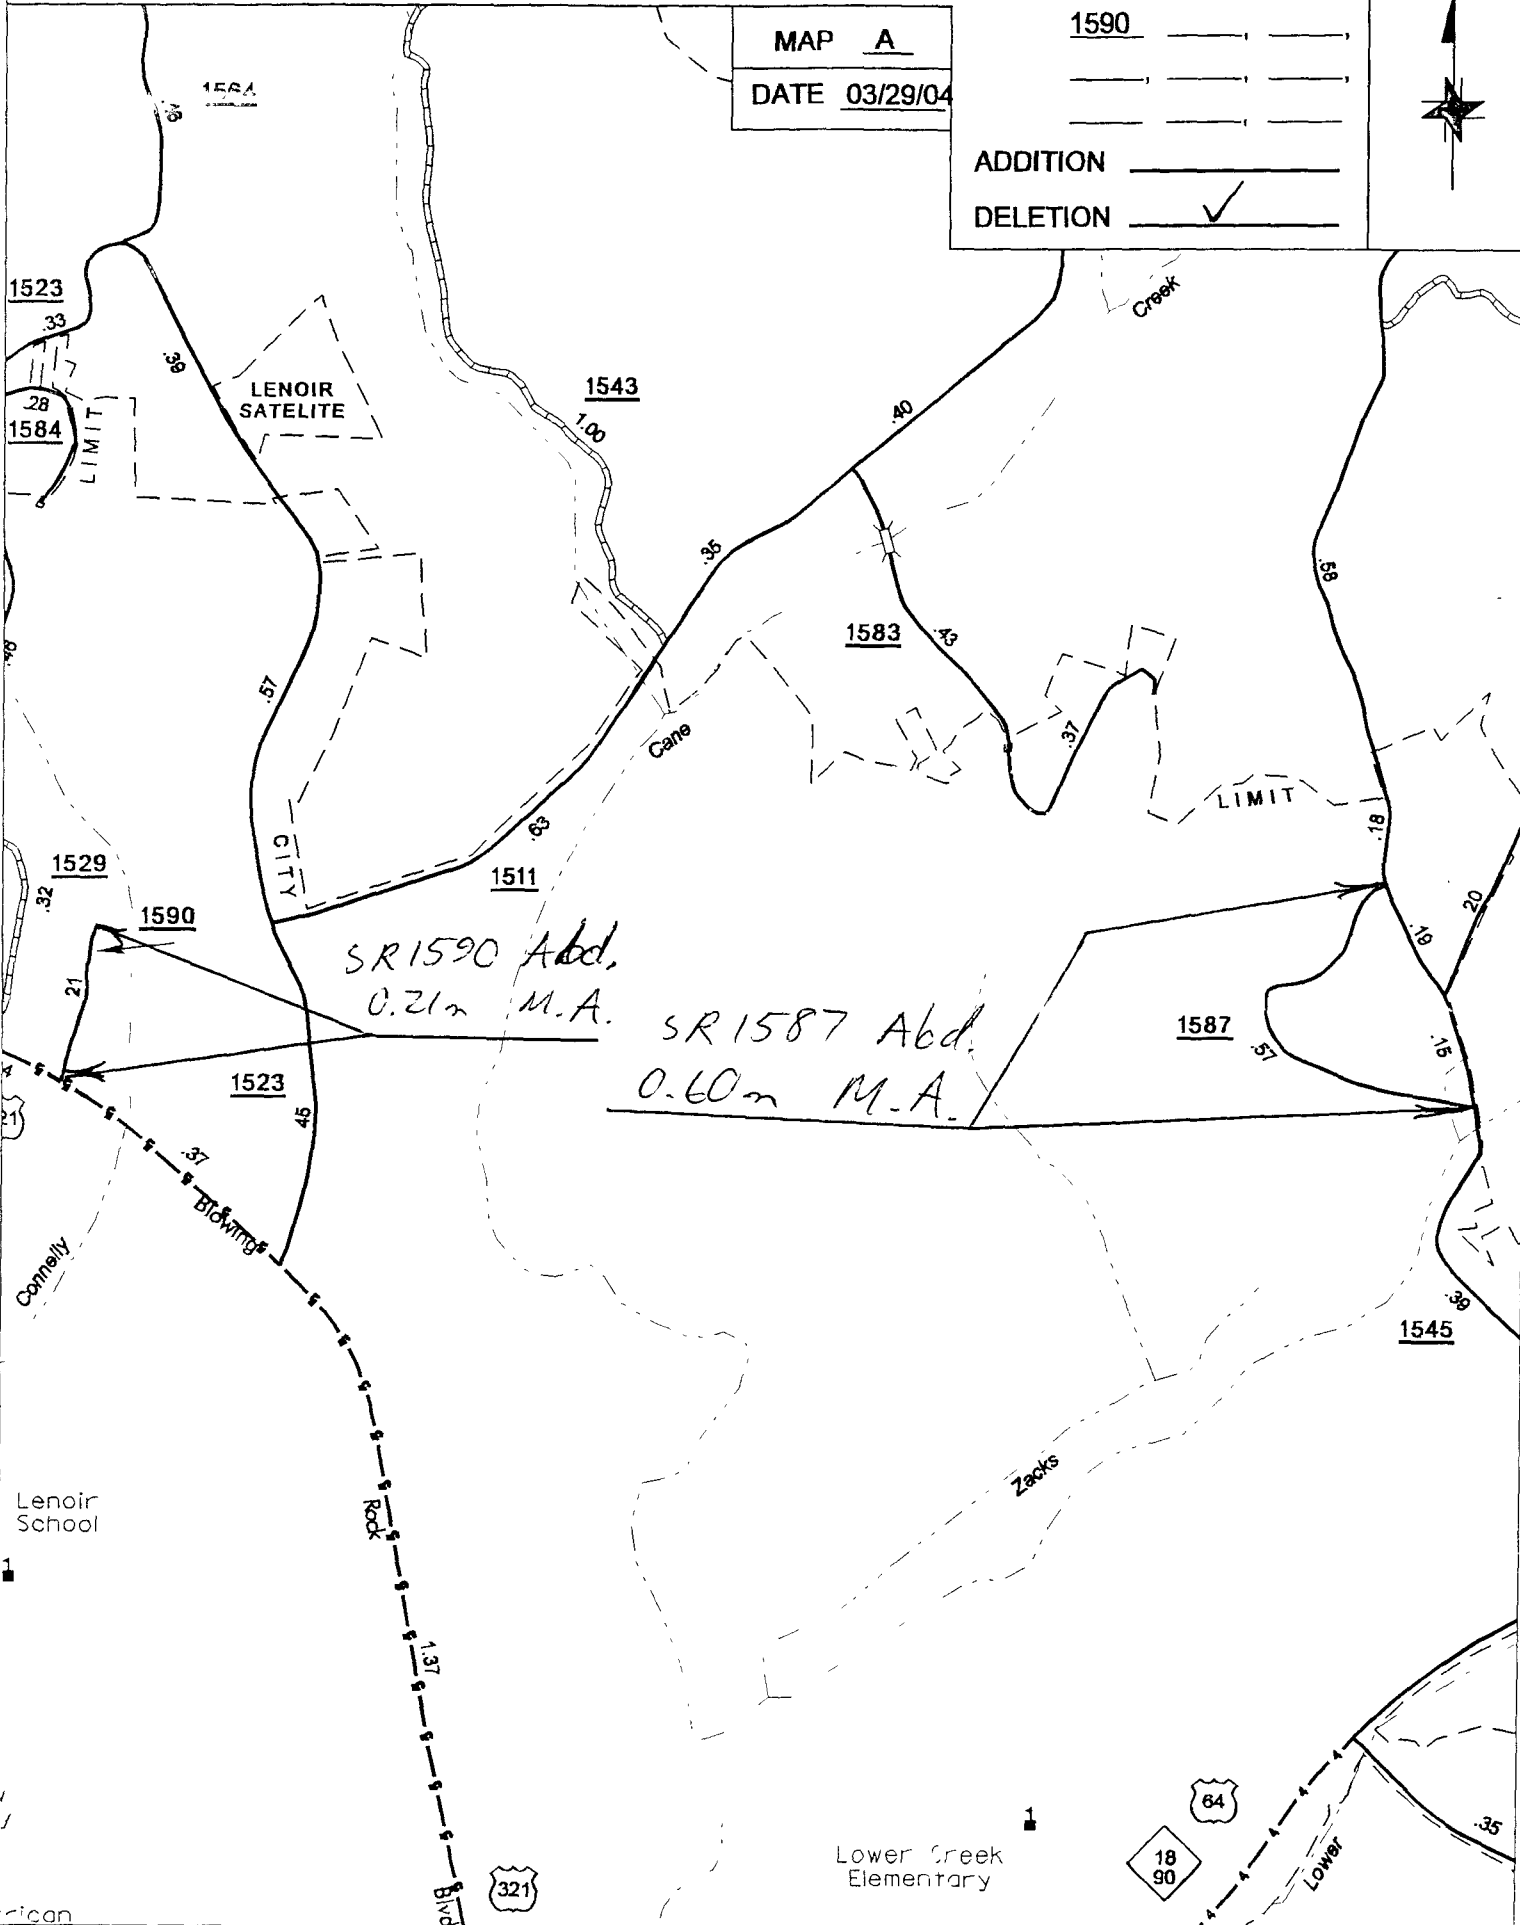 MAP A
DATE 03/29/04
1590
ADDITION
DELETION ✓
1564
1523
.33
.39
.28
1584
LIMIT
LENOIR
SATELITE
1543
1.00
.40
Creek
.35
.58
1583
.43
.37
.57
Cane
LIMIT
.18
.63
CITY
1511
1529
.32
1590
21
20
.19
SR1590 Abd.
0.21m M.A.
SR1587 Abd.
0.60m M.A.
1587
.57
.15
1523
45
.37
Blowing
Connelly
.39
1545
Zacks
Rock
Lenoir
School
1
1.37
Blvd
321
1
Lower Creek
Elementary
64
18
90
Lower
.35